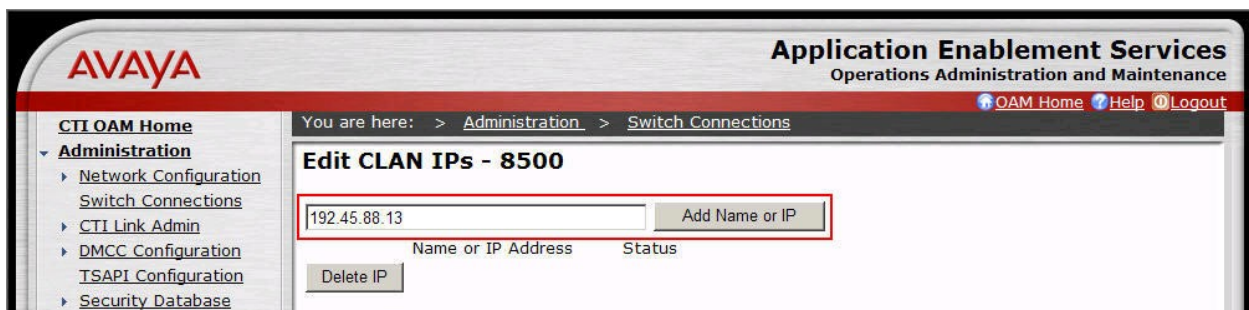 AVAYA
Application Enablement Services
Operations Administration and Maintenance
OAM Home Help Logout
CTI OAM Home
Administration
Network Configuration
Switch Connections
CTI Link Admin
DMCC Configuration
TSAPI Configuration
Security Database
You are here: > Administration > Switch Connections
Edit CLAN IPs - 8500
192.45.88.13 Add Name or IP
Name or IP Address Status
Delete IP